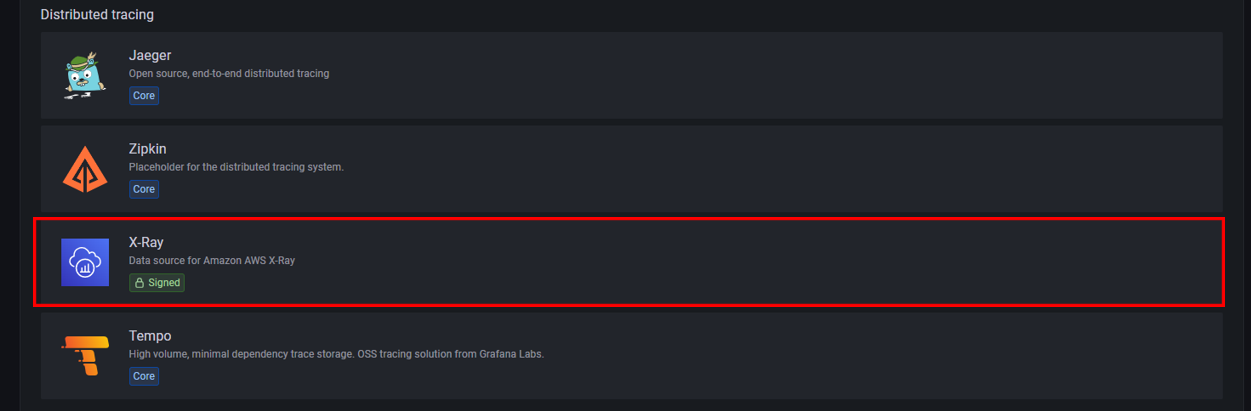 Distributed tracing
Jaeger
Open source, end-to-end distributed tracing
Core
Zipkin
Placeholder for the distributed tracing system.
Core
X-Ray
Data source for Amazon AWS X-Ray
Signed
Tempo
High volume, minimal dependency trace storage. OSS tracing solution from Grafana Labs.
Core